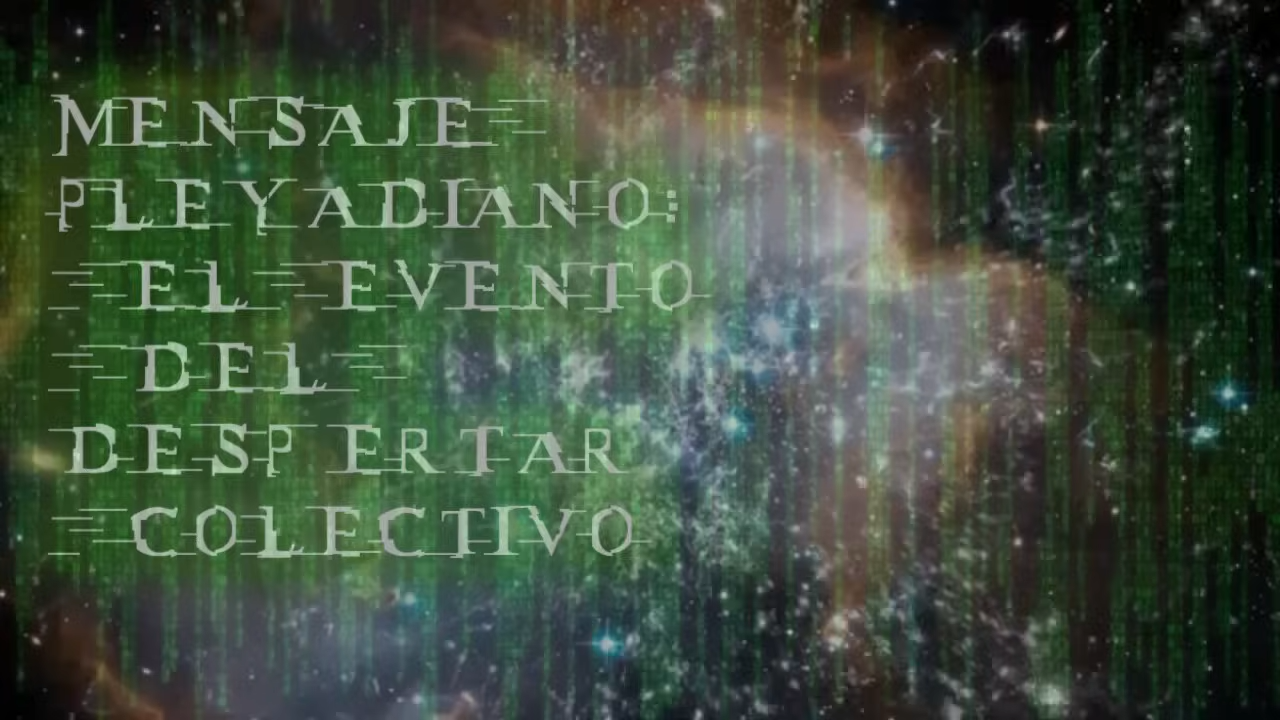 MENSAJE
PLEYADIANO:
EL EVENTO
DEL
DESPERTAR
COLECTIVO